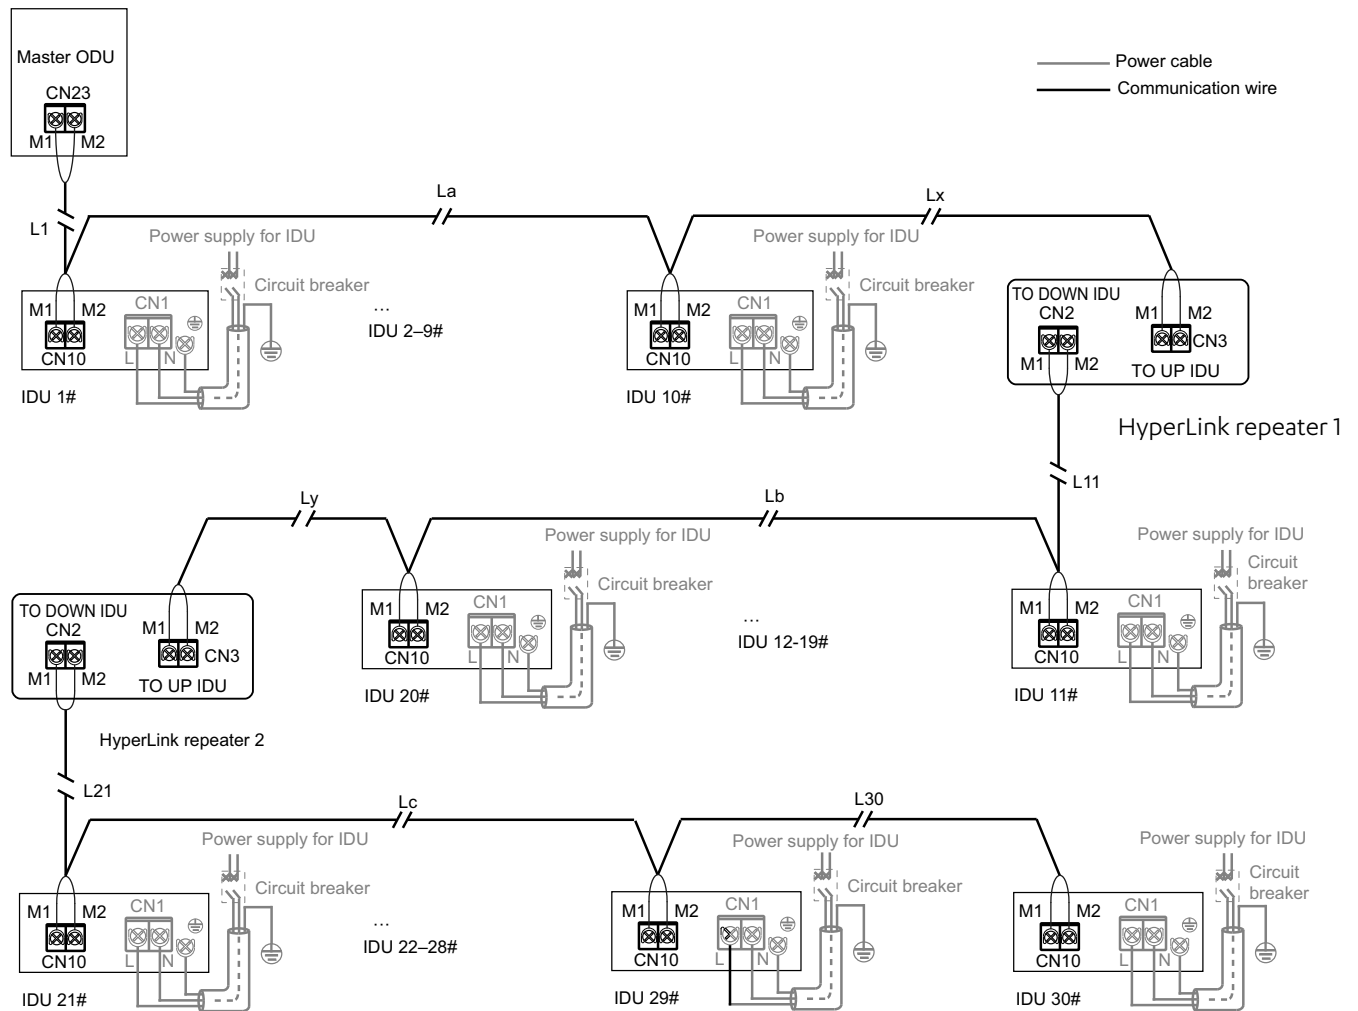 Master ODU
CN23
M1 M2
Power cable
Communication wire
La
Lx
L1
Power supply for IDU
Circuit breaker
M1 M2
CN1
CN10
L N
IDU 1#
...
IDU 2–9#
Power supply for IDU
Circuit breaker
M1 M2
CN1
CN10
L N
IDU 10#
TO DOWN IDU
CN2
M1 M2
M1 M2
CN3
TO UP IDU
HyperLink repeater 1
L11
Ly
Lb
TO DOWN IDU
CN2
M1 M2
M1 M2
CN3
TO UP IDU
HyperLink repeater 2
Power supply for IDU
Circuit breaker
M1 M2
CN1
CN10
L N
IDU 20#
...
IDU 12-19#
Power supply for IDU
Circuit
breaker
M1 M2
CN1
CN10
L N
IDU 11#
L21
Lc
L30
Power supply for IDU
Circuit breaker
M1 M2
CN1
CN10
L N
IDU 21#
...
IDU 22–28#
Power supply for IDU
Circuit breaker
M1 M2
CN1
CN10
L N
IDU 29#
Power supply for IDU
Circuit
breaker
M1 M2
CN1
CN10
L N
IDU 30#